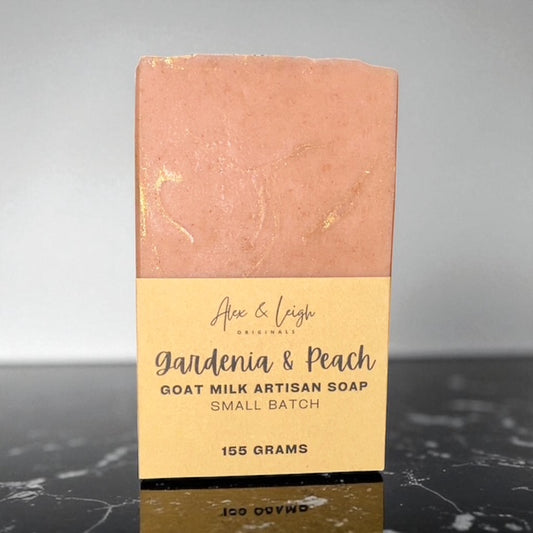 Alex & Leigh
ORIGINALS
Gardenia & Peach
GOAT MILK ARTISAN SOAP
SMALL BATCH
155 GRAMS